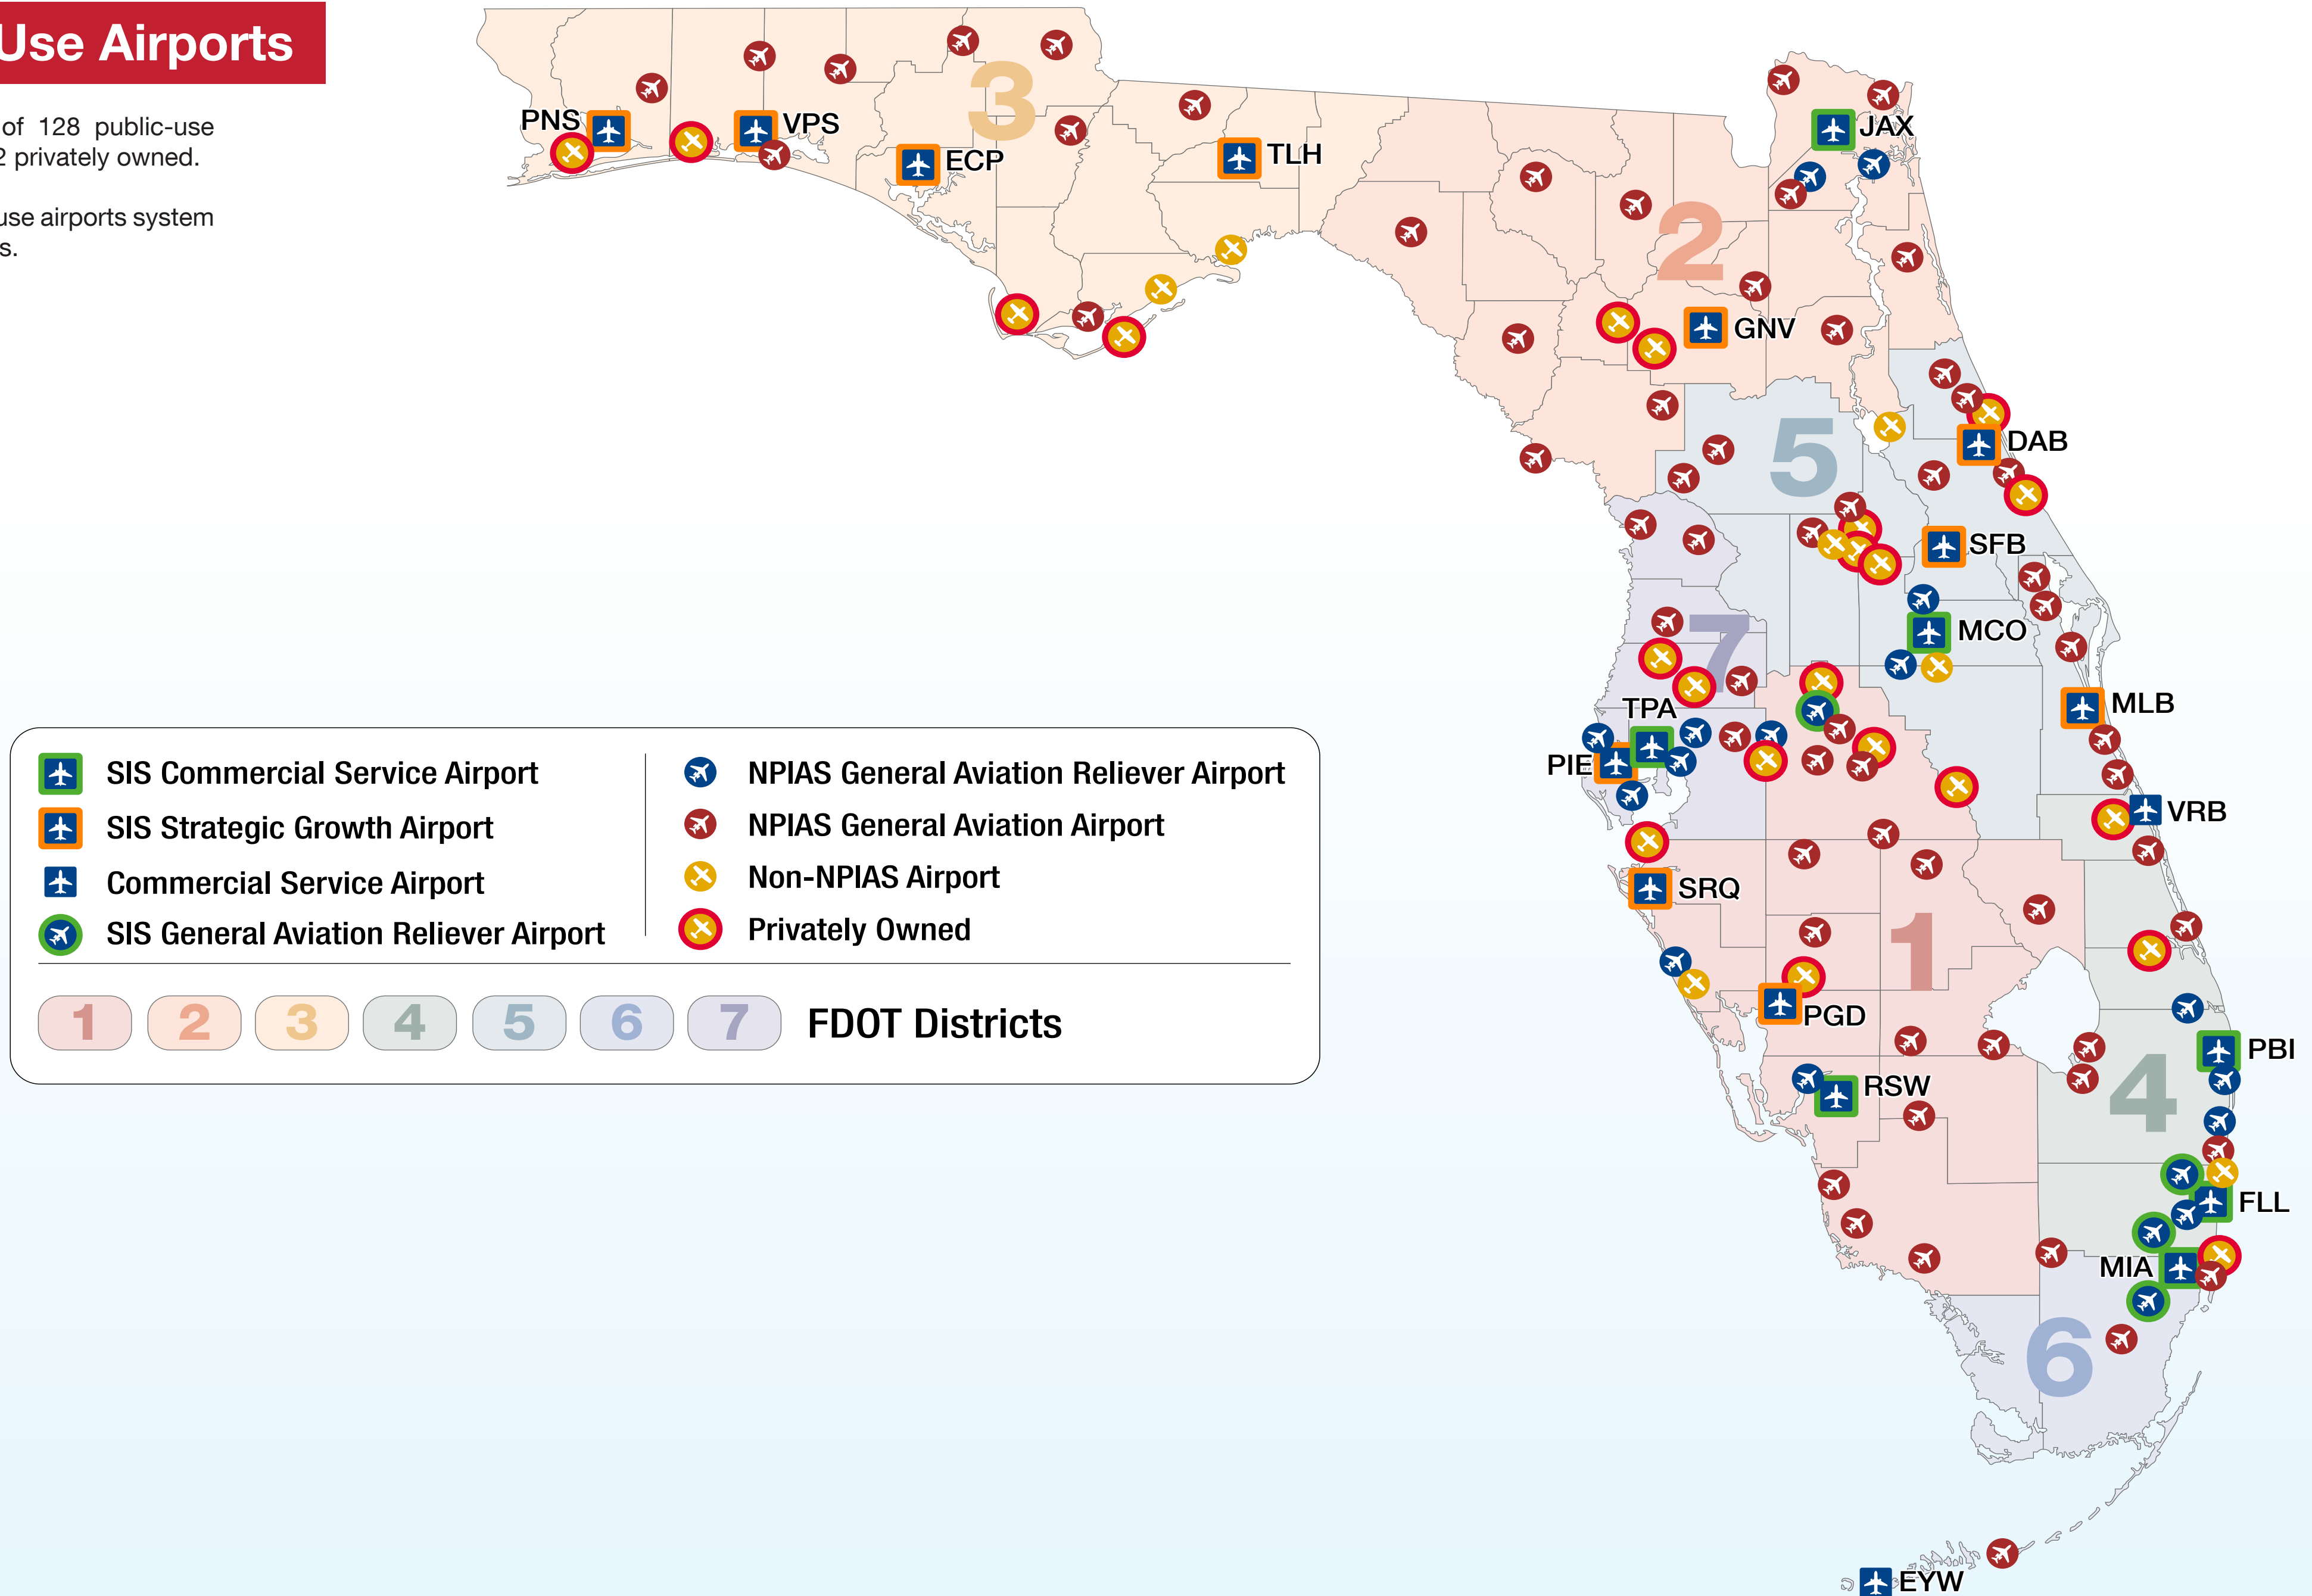 Use Airports
of 128 public-use
2 privately owned.
use airports system
s.
PNS
VPS
ECP
3
TLH
JAX
2
GNV
5
DAB
SFB
MCO
7
TPA
PIE
MLB
VRB
SRQ
1
PGD
RSW
4
PBI
FLL
MIA
6
EYW
SIS Commercial Service Airport
SIS Strategic Growth Airport
Commercial Service Airport
SIS General Aviation Reliever Airport
NPIAS General Aviation Reliever Airport
NPIAS General Aviation Airport
Non-NPIAS Airport
Privately Owned
1 2 3 4 5 6 7 FDOT Districts